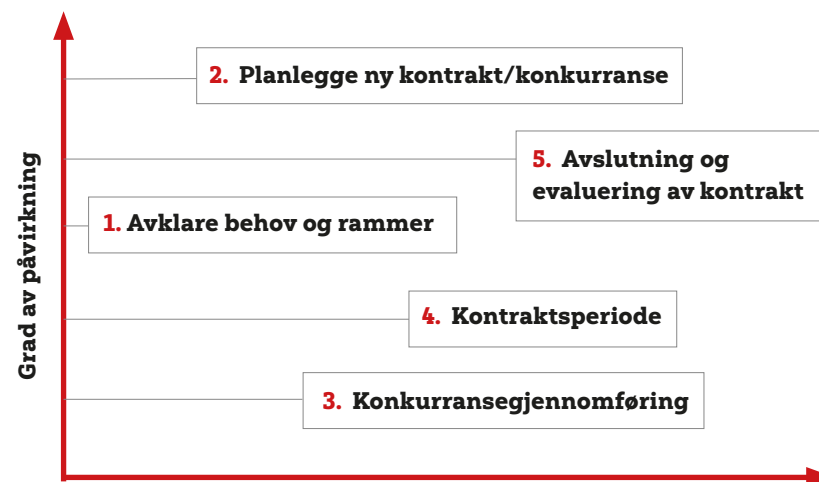 2. Planlegge ny kontrakt/konkurranse
5. Avslutning og
evaluering av kontrakt
1. Avklare behov og rammer
4. Kontraktsperiode
3. Konkurransegjennomføring
Grad av påvirkning